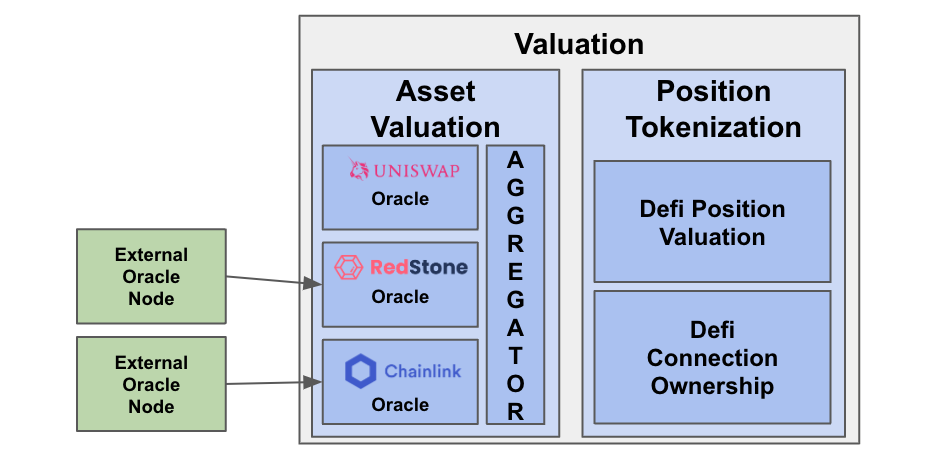 Valuation
Asset
Valuation
UNISWAP
Oracle
RedStone
Oracle
Chainlink
Oracle
A
G
G
R
E
G
A
T
O
R
Position
Tokenization
Defi Position
Valuation
Defi
Connection
Ownership
External
Oracle
Node
External
Oracle
Node